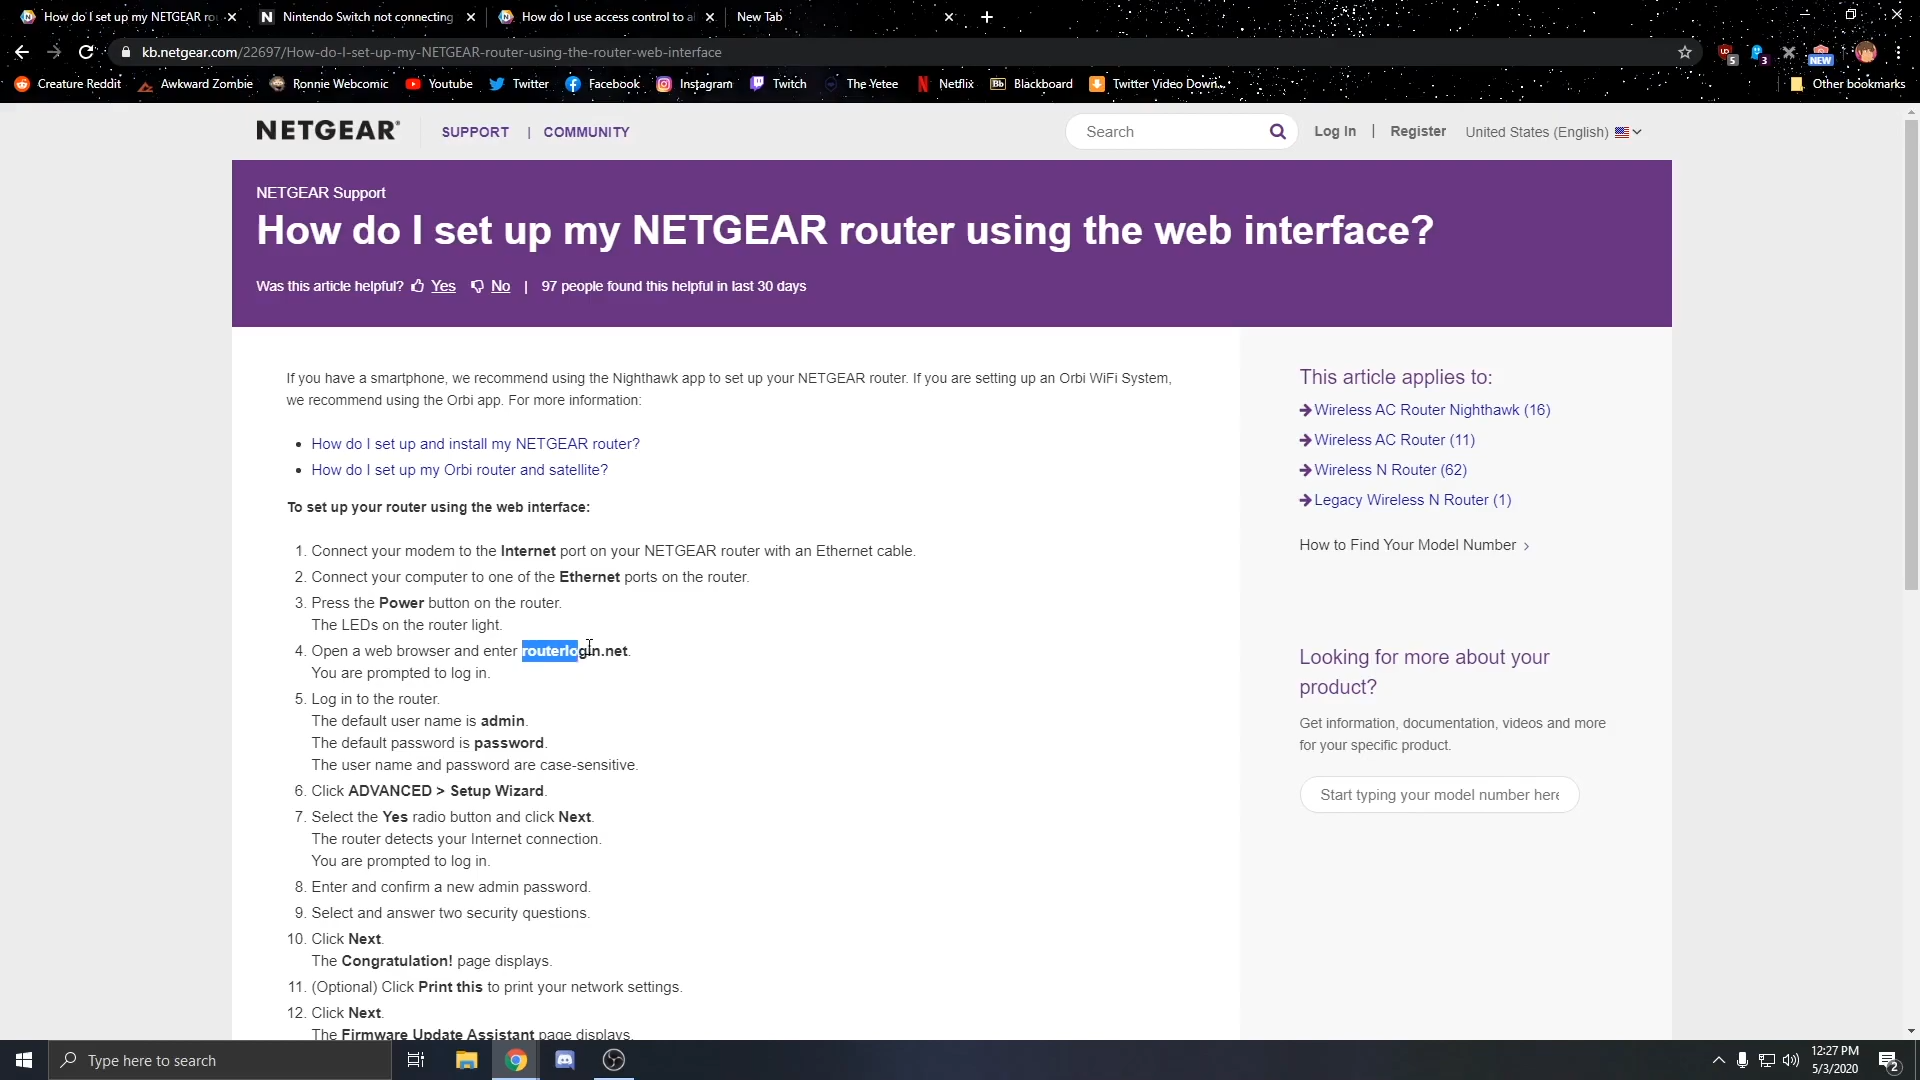 How do I set up my NETGEAR ro
Nintendo Switch not connecting
How do I use access control to al
New Tab
kb.netgear.com/22697/How-do-I-set-up-my-NETGEAR-router-using-the-router-web-interface
5
3
NEW
Creature Reddit
Awkward Zombie
Ronnie Webcomic
Youtube
Twitter
Facebook
Instagram
Twitch
The Yetee
Netflix
Bb Blackboard
Twitter Video Down...
Other bookmarks
NETGEAR®
SUPPORT | COMMUNITY
Search
Log In | Register
United States (English)
NETGEAR Support
How do I set up my NETGEAR router using the web interface?
Was this article helpful? Yes No | 97 people found this helpful in last 30 days
If you have a smartphone, we recommend using the Nighthawk app to set up your NETGEAR router. If you are setting up an Orbi WiFi System,
we recommend using the Orbi app. For more information:
• How do I set up and install my NETGEAR router?
• How do I set up my Orbi router and satellite?
To set up your router using the web interface:
1. Connect your modem to the Internet port on your NETGEAR router with an Ethernet cable.
2. Connect your computer to one of the Ethernet ports on the router.
3. Press the Power button on the router.
The LEDs on the router light.
4. Open a web browser and enter routerlogin.net.
You are prompted to log in.
5. Log in to the router.
The default user name is admin.
The default password is password.
The user name and password are case-sensitive.
6. Click ADVANCED > Setup Wizard.
7. Select the Yes radio button and click Next.
The router detects your Internet connection.
You are prompted to log in.
8. Enter and confirm a new admin password.
9. Select and answer two security questions.
10. Click Next.
The Congratulation! page displays.
11. (Optional) Click Print this to print your network settings.
12. Click Next.
The Firmware Update Assistant page displays.
This article applies to:
Wireless AC Router Nighthawk (16)
Wireless AC Router (11)
Wireless N Router (62)
Legacy Wireless N Router (1)
How to Find Your Model Number >
Looking for more about your
product?
Get information, documentation, videos and more
for your specific product.
Start typing your model number here
Type here to search
12:27 PM
5/3/2020
2